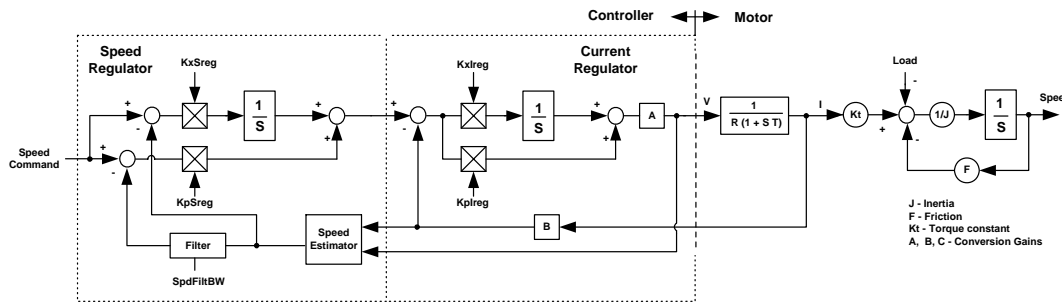 Controller
Motor
Speed
Regulator
Current
Regulator
KxSreg
KxIreg
Load
-
+
-
1
S
+
+
+
-
1
S
+
+
A
V
1
R (1 + S T)
I
Kt
+
-
1/J
1
S
Spee
Speed
Command
+
-
KpSreg
KpIreg
F
B
Speed
Estimator
Filter
SpdFiltBW
J - Inertia
F - Friction
Kt - Torque constant
A, B, C - Conversion Gains